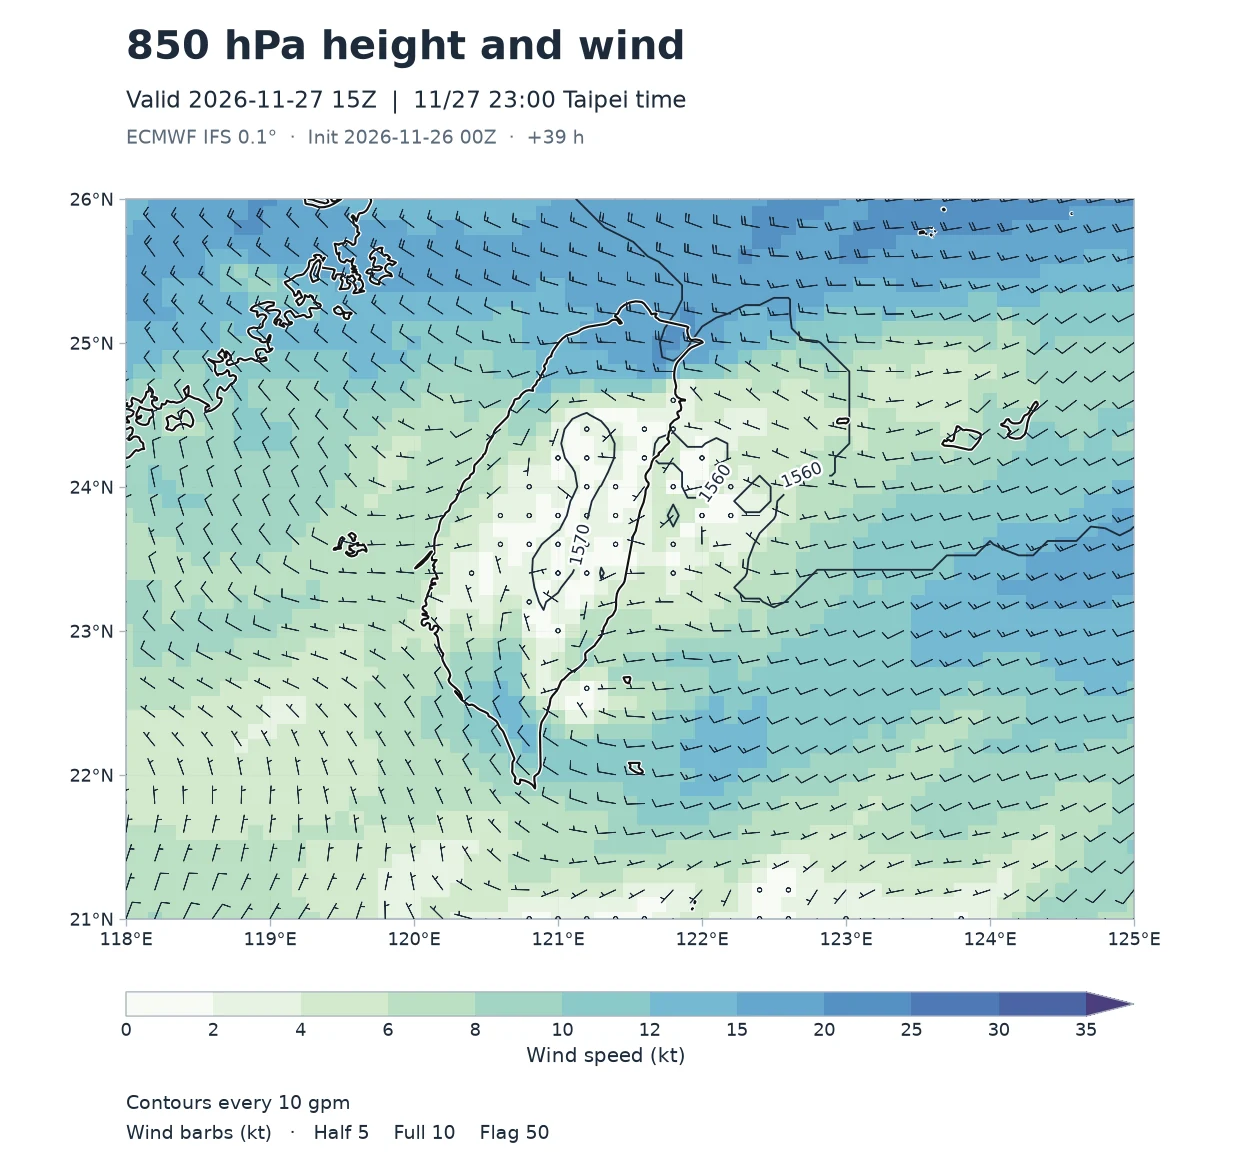 850 hPa height and wind
Valid 2026-11-27 15Z | 11/27 23:00 Taipei time
ECMWF IFS 0.1° · Init 2026-11-26 00Z · +39 h
26°N
25°N
24°N
23°N
22°N
21°N
1560
1560
1570
118°E 119°E 120°E 121°E 122°E 123°E 124°E 125°E
0 2 4 6 8 10 12 15 20 25 30 35
Wind speed (kt)
Contours every 10 gpm
Wind barbs (kt) · Half 5 Full 10 Flag 50